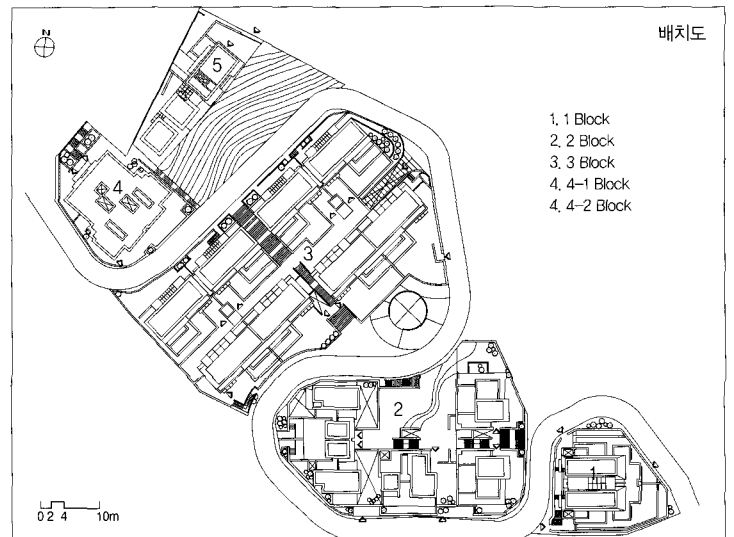 배치도
N
1. 1 Block
2. 2 Block
3. 3 Block
4. 4-1 Block
4. 4-2 Block
5
4
3
2
1
0 2 4 10m